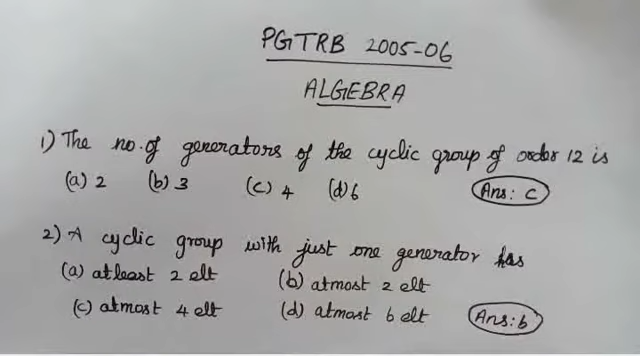 PGTRB 2005-06
ALGEBRA
1) The no. of generators of the cyclic group of order 12 is
(a) 2 (b) 3 (c) 4 (d) 6 Ans: c
2) A cyclic group with just one generator has
(a) atleast 2 elt (b) atmost 2 elt
(c) atmost 4 elt (d) atmost 6 elt Ans: b